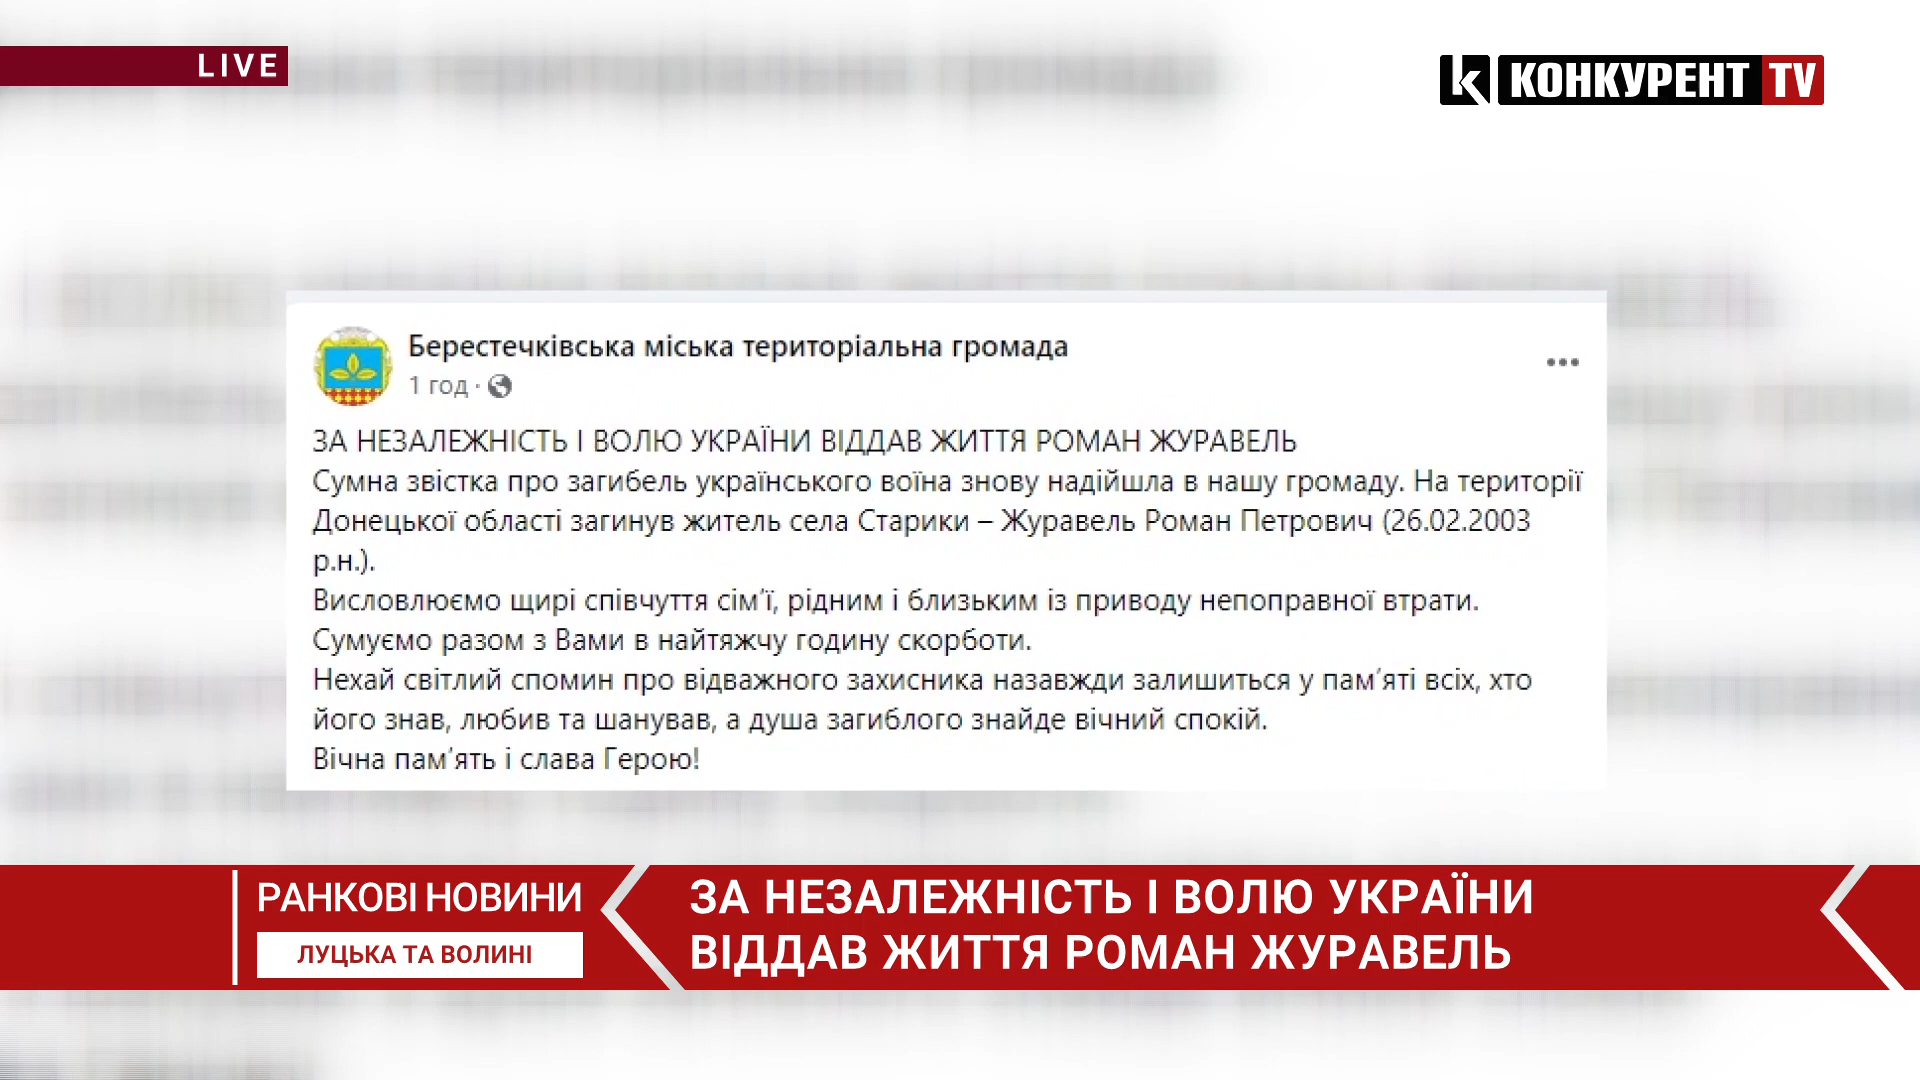 LIVE
k КОНКУРЕНТ TV
Берестечківська міська територіальна громада
1 год ·
ЗА НЕЗАЛЕЖНІСТЬ І ВОЛЮ УКРАЇНИ ВІДДАВ ЖИТТЯ РОМАН ЖУРАВЕЛЬ
Сумна звістка про загибель українського воїна знову надійшла в нашу громаду. На території
Донецької області загинув житель села Старики – Журавель Роман Петрович (26.02.2003
р.н.).
Висловлюємо щирі співчуття сім’ї, рідним і близьким із приводу непоправної втрати.
Сумуємо разом з Вами в найтяжчу годину скорботи.
Нехай світлий спомин про відважного захисника назавжди залишиться у пам’яті всіх, хто
його знав, любив та шанував, а душа загиблого знайде вічний спокій.
Вічна пам’ять і слава Герою!
РАНКОВІ НОВИНИ
ЛУЦЬКА ТА ВОЛИНІ
ЗА НЕЗАЛЕЖНІСТЬ І ВОЛЮ УКРАЇНИ
ВІДДАВ ЖИТТЯ РОМАН ЖУРАВЕЛЬ